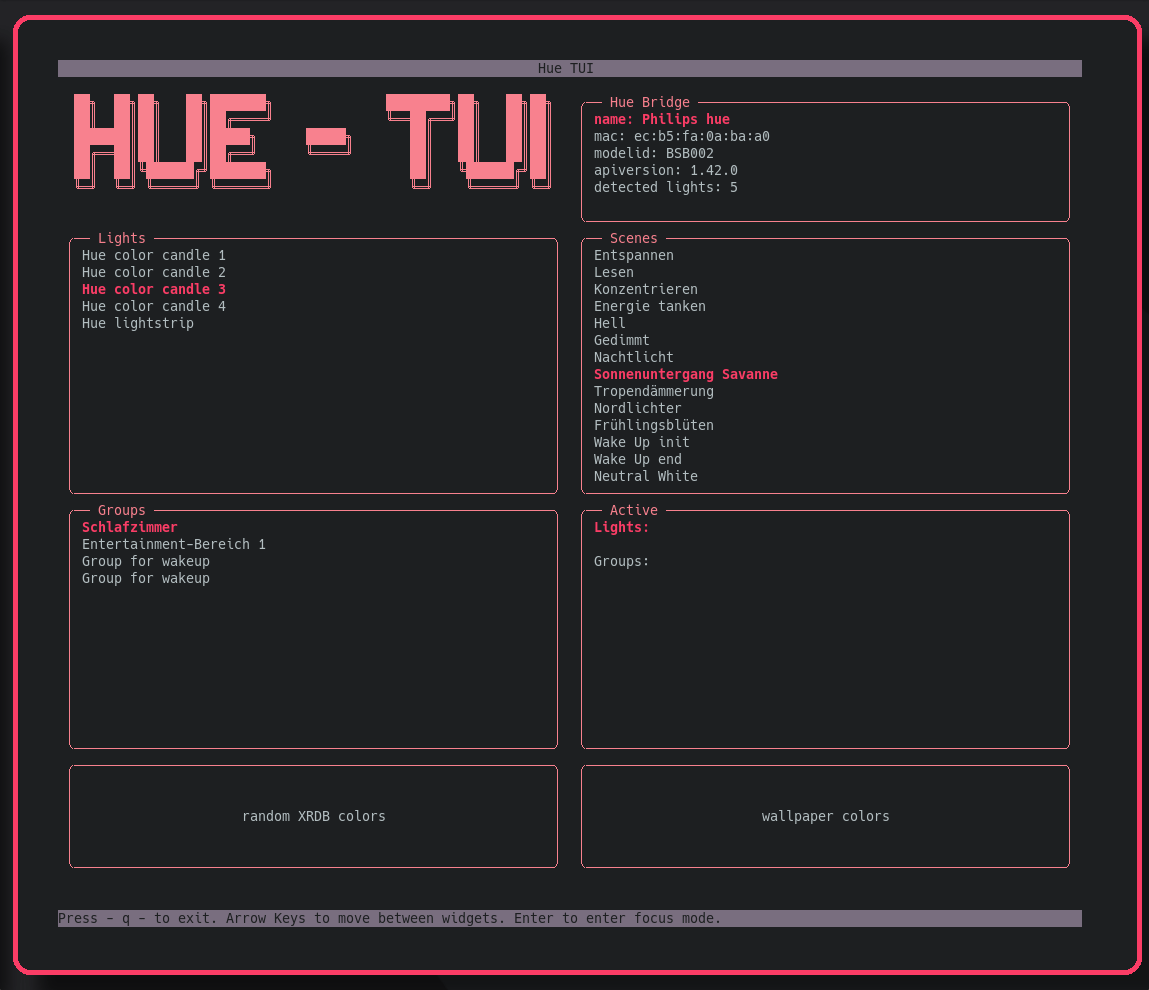 Hue TUI
HUE - TUI
Hue Bridge
name: Philips hue
mac: ec:b5:fa:0a:ba:a0
modelid: BSB002
apiversion: 1.42.0
detected lights: 5
Lights
Hue color candle 1
Hue color candle 2
Hue color candle 3
Hue color candle 4
Hue lightstrip
Scenes
Entspannen
Lesen
Konzentrieren
Energie tanken
Hell
Gedimmt
Nachtlicht
Sonnenuntergang Savanne
Tropendämmerung
Nordlichter
Frühlingsblüten
Wake Up init
Wake Up end
Neutral White
Groups
Schlafzimmer
Entertainment-Bereich 1
Group for wakeup
Group for wakeup
Active
Lights:
Groups:
random XRDB colors
wallpaper colors
Press - q - to exit. Arrow Keys to move between widgets. Enter to enter focus mode.